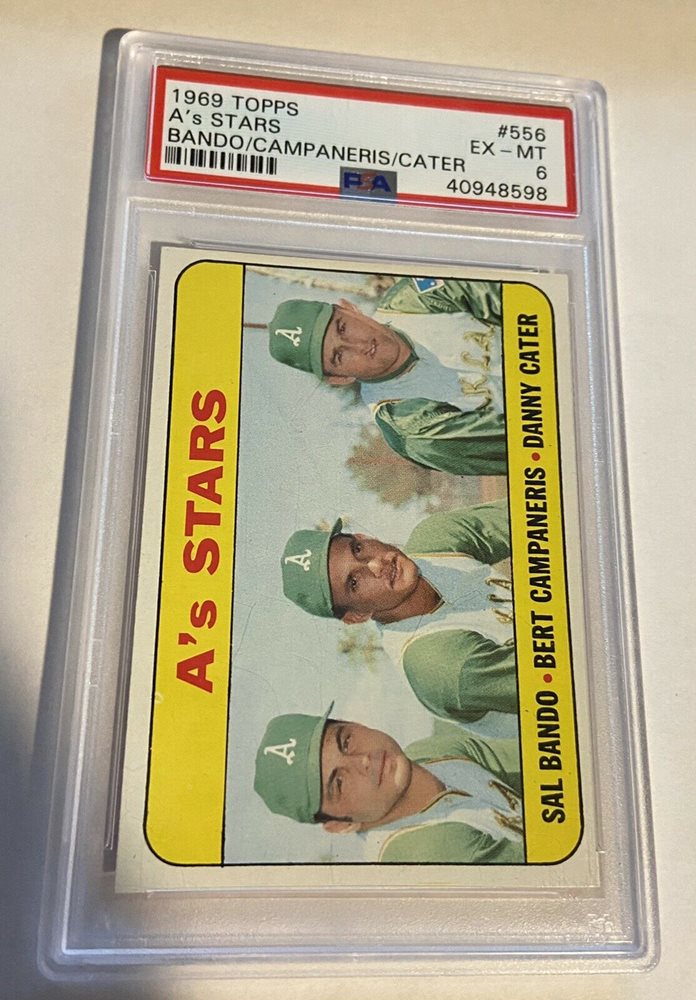 1969 TOPPS #556
A's STARS EX-MT
BANDO/CAMPANERIS/CATER 6
PSA 40948598
A's STARS
A
A
A
SAL BANDO • BERT CAMPANERIS • DANNY CATER